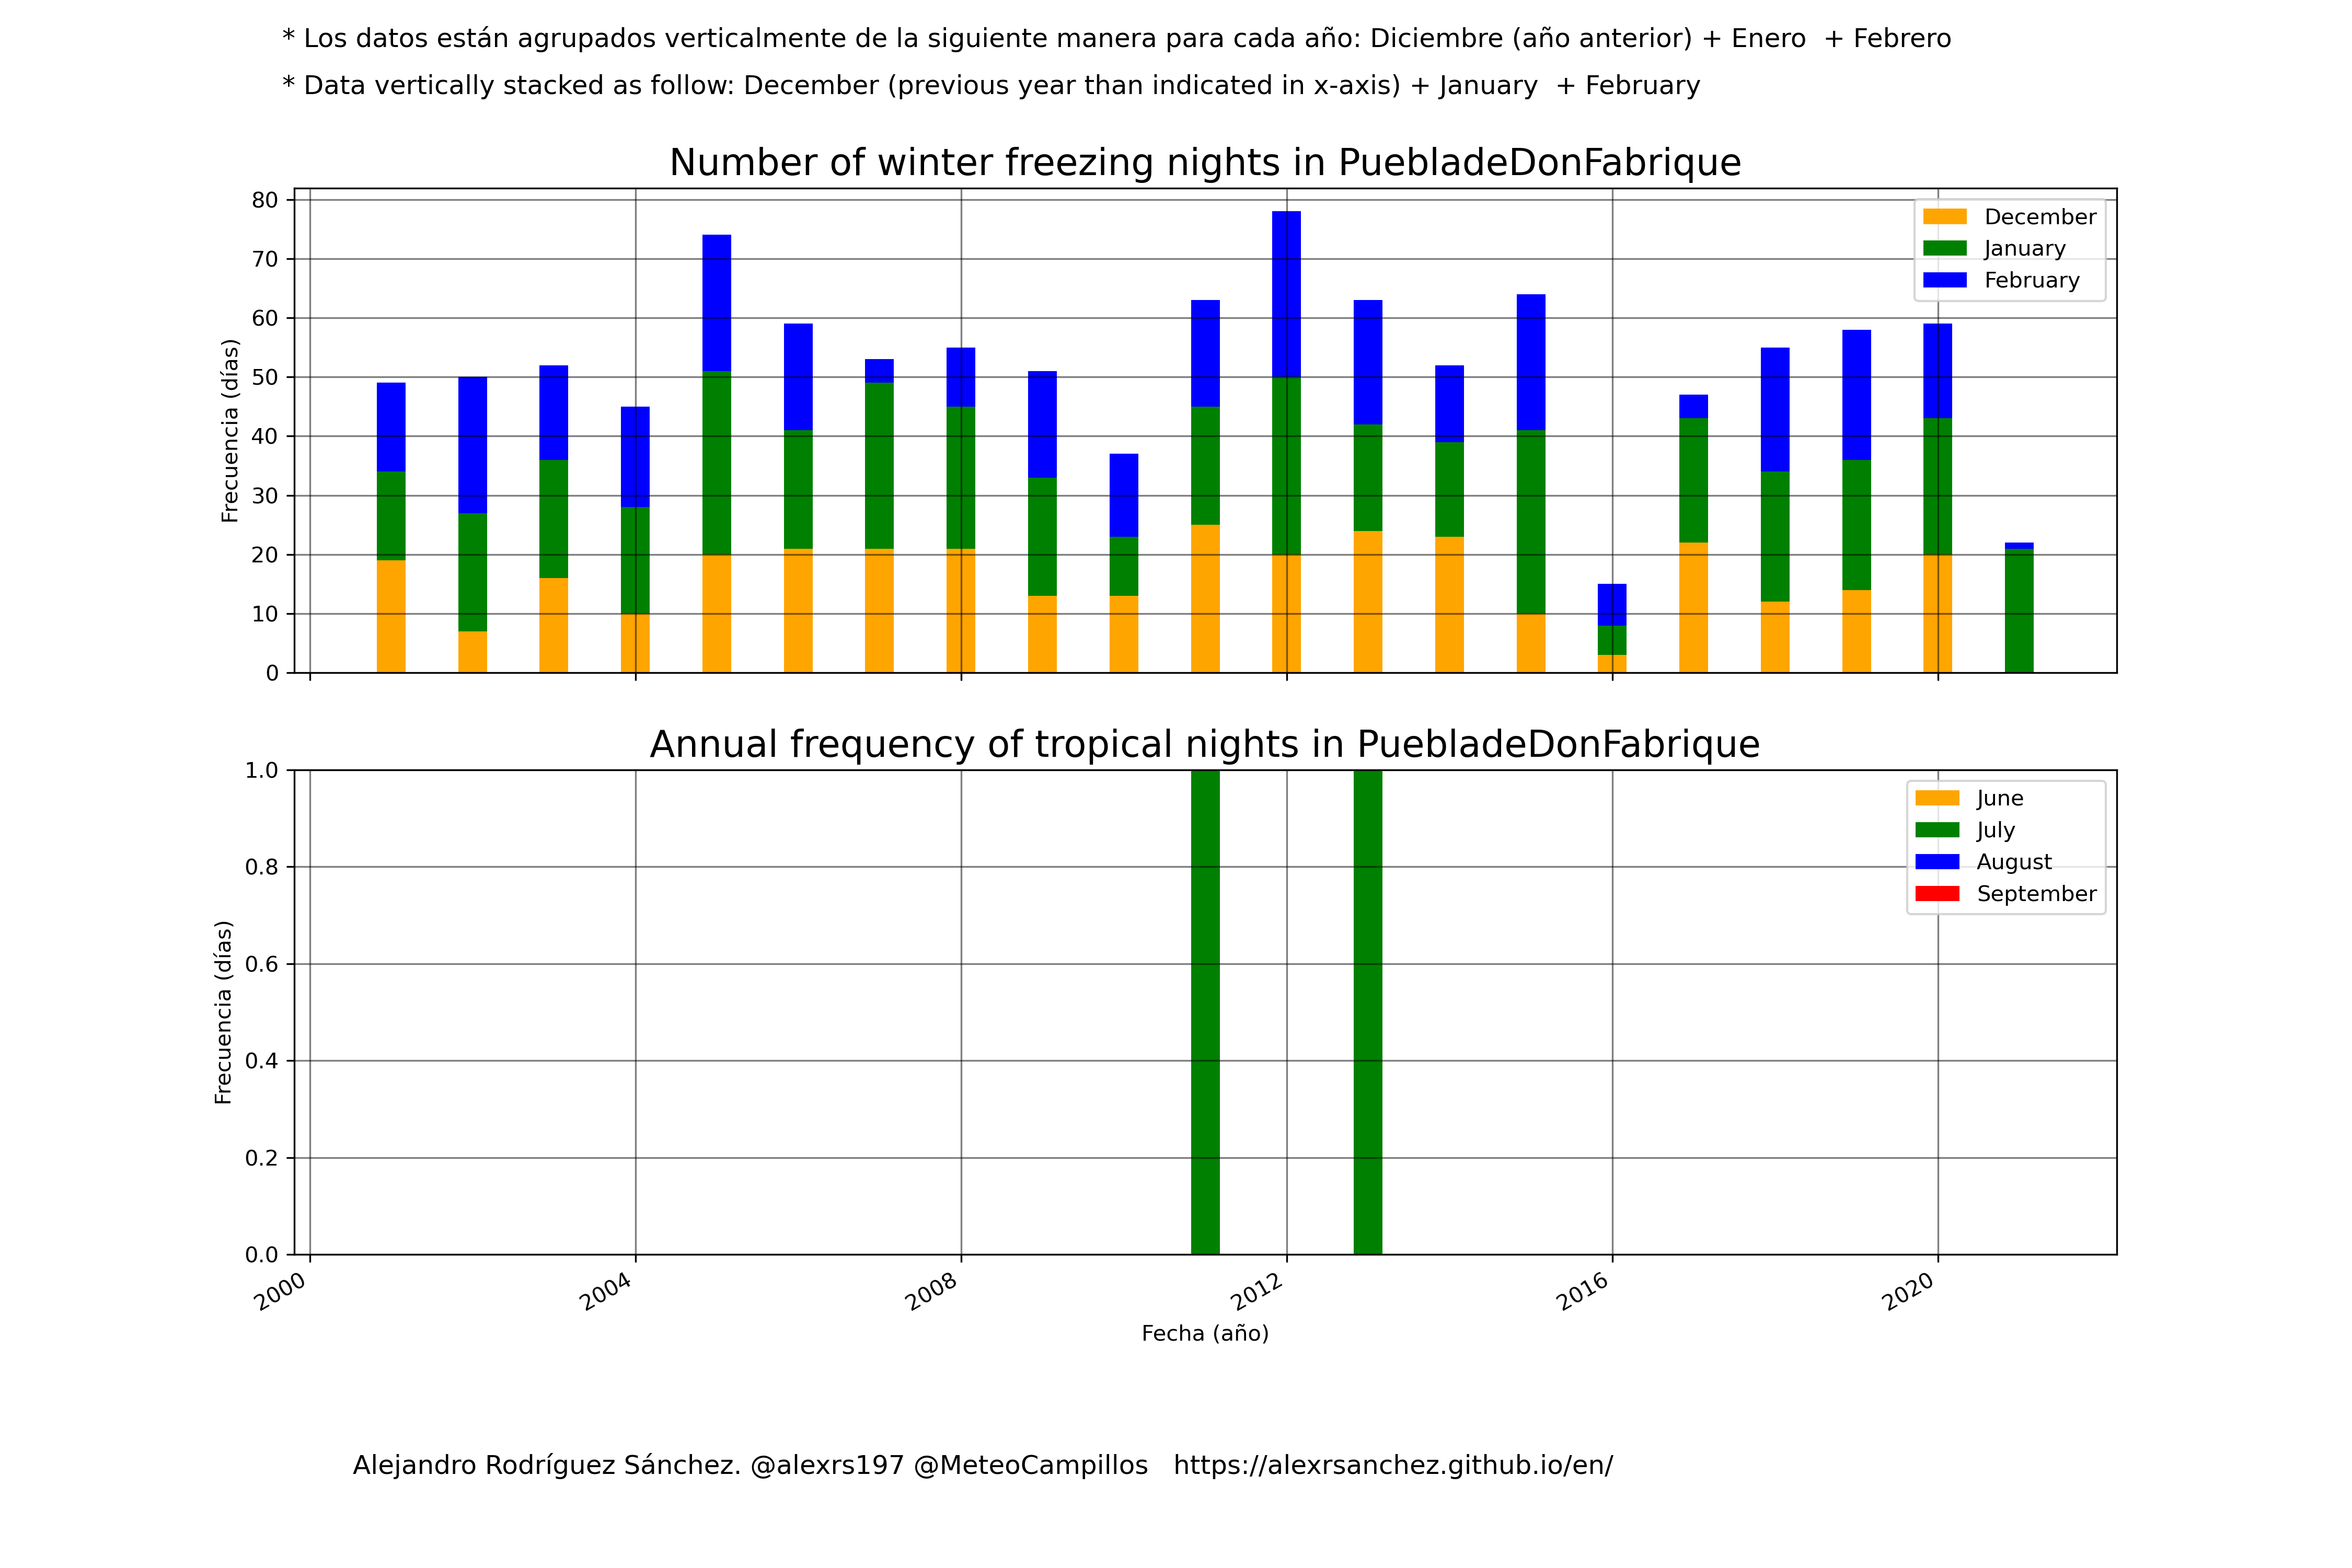 * Los datos están agrupados verticalmente de la siguiente manera para cada año: Diciembre (año anterior) + Enero  + Febrero
* Data vertically stacked as follow: December (previous year than indicated in x-axis) + January  + February
Number of winter freezing nights in PuebladeDonFabrique
80
70
60
50
40
30
20
10
0
Frecuencia (días)
December
January
February
Annual frequency of tropical nights in PuebladeDonFabrique
1.0
0.8
0.6
0.4
0.2
0.0
Frecuencia (días)
June
July
August
September
2000
2004
2008
2012
2016
2020
Fecha (año)
Alejandro Rodríguez Sánchez. @alexrs197 @MeteoCampillos   https://alexrsanchez.github.io/en/